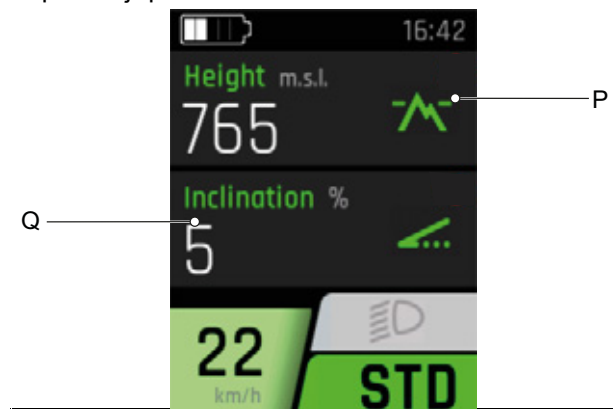 16:42
Height m.s.l.
765
P
Inclination %
Q
5
22
km/h
STD